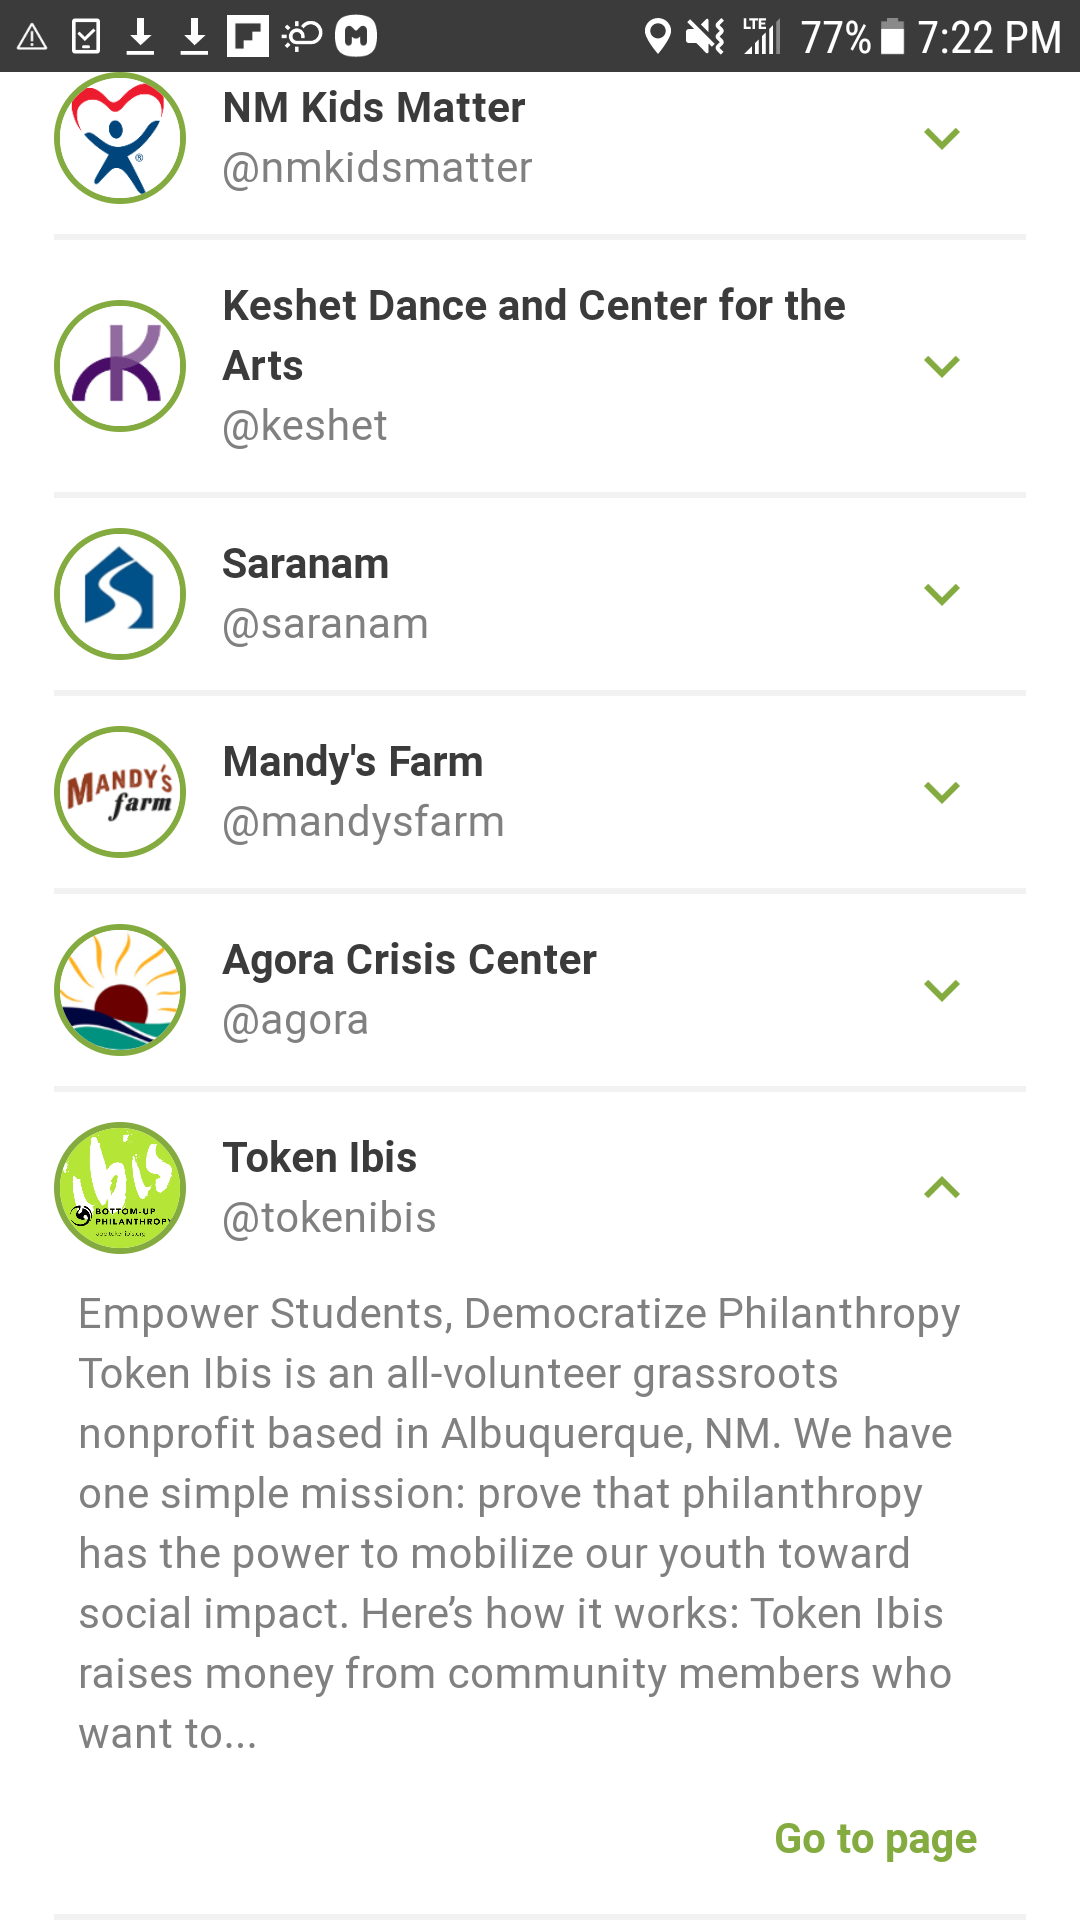 LTE 77% 7:22 PM
NM Kids Matter
@nmkidsmatter
®
Keshet Dance and Center for the
Arts
@keshet
Saranam
@saranam
MANDY'S
farm
Mandy's Farm
@mandysfarm
Agora Crisis Center
@agora
ibis
BOTTOM-UP
PHILANTHROPY
Token Ibis
@tokenibis
Empower Students, Democratize Philanthropy
Token Ibis is an all-volunteer grassroots
nonprofit based in Albuquerque, NM. We have
one simple mission: prove that philanthropy
has the power to mobilize our youth toward
social impact. Here’s how it works: Token Ibis
raises money from community members who
want to...
Go to page